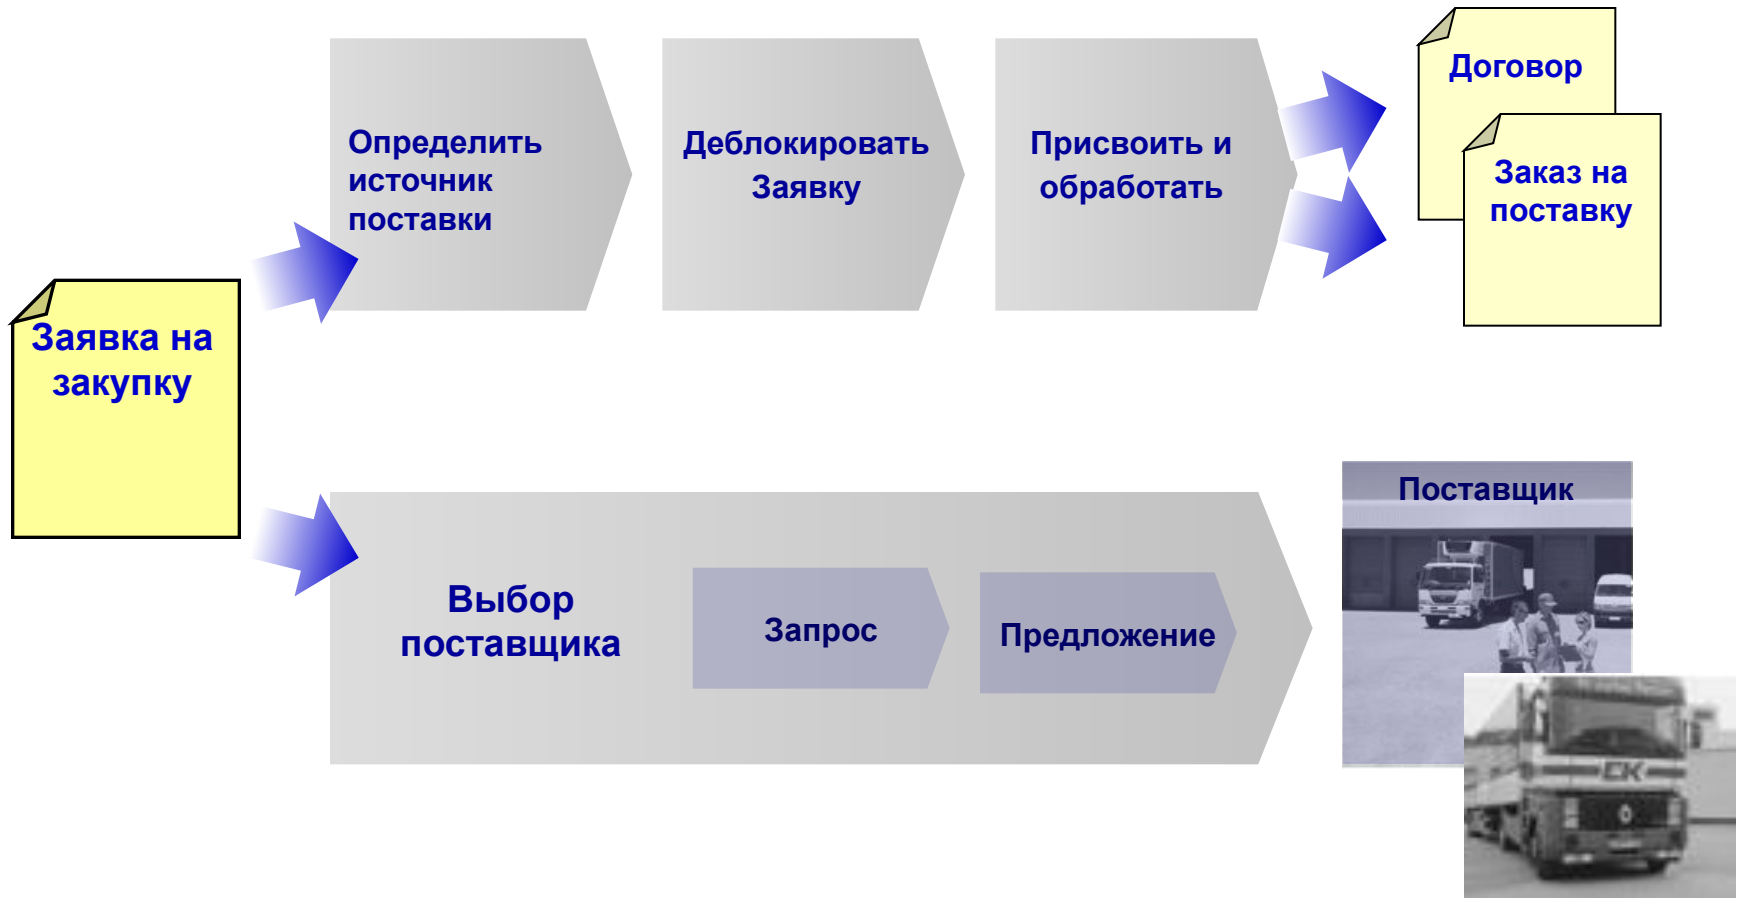 Определить
источник
поставки
Деблокировать
Заявку
Присвоить и
обработать
Договор
Заказ на
поставку
Заявка на
закупку
Выбор
поставщика
Запрос
Предложение
Поставщик